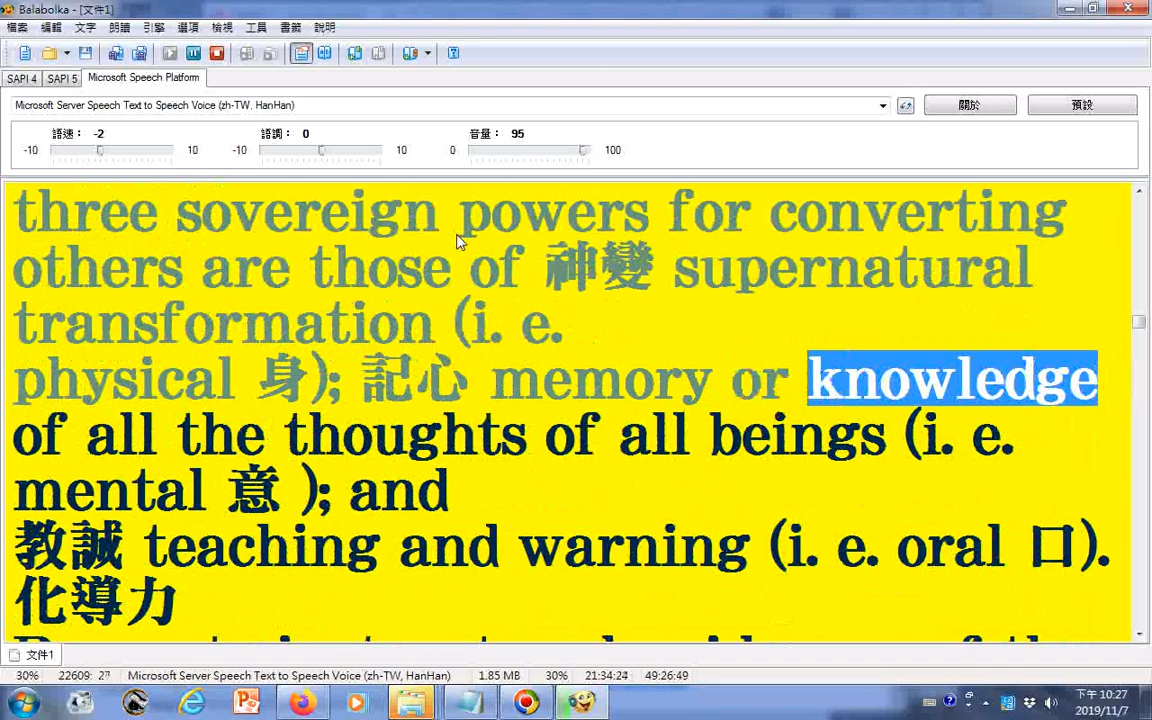 Balabolka - [文件1]
檔案 編輯 文字 朗讀 引擎 選項 檢視 工具 書籤 說明
SAPI 4 SAPI 5 Microsoft Speech Platform
Microsoft Server Speech Text to Speech Voice (zh-TW, HanHan) 關於 預設
語速： -2 語調： 0 音量： 95
-10 10 -10 10 0 100
three sovereign powers for converting
others are those of 神變 supernatural
transformation (i. e.
physical 身); 記心 memory or knowledge
of all the thoughts of all beings (i. e.
mental 意 ); and
教誡 teaching and warning (i. e. oral 口).
化導力
文件1
30% 22609: 27 Microsoft Server Speech Text to Speech Voice (zh-TW, HanHan) 1.85 MB 30% 21:34:24 49:26:49
下午 10:27
2019/11/7